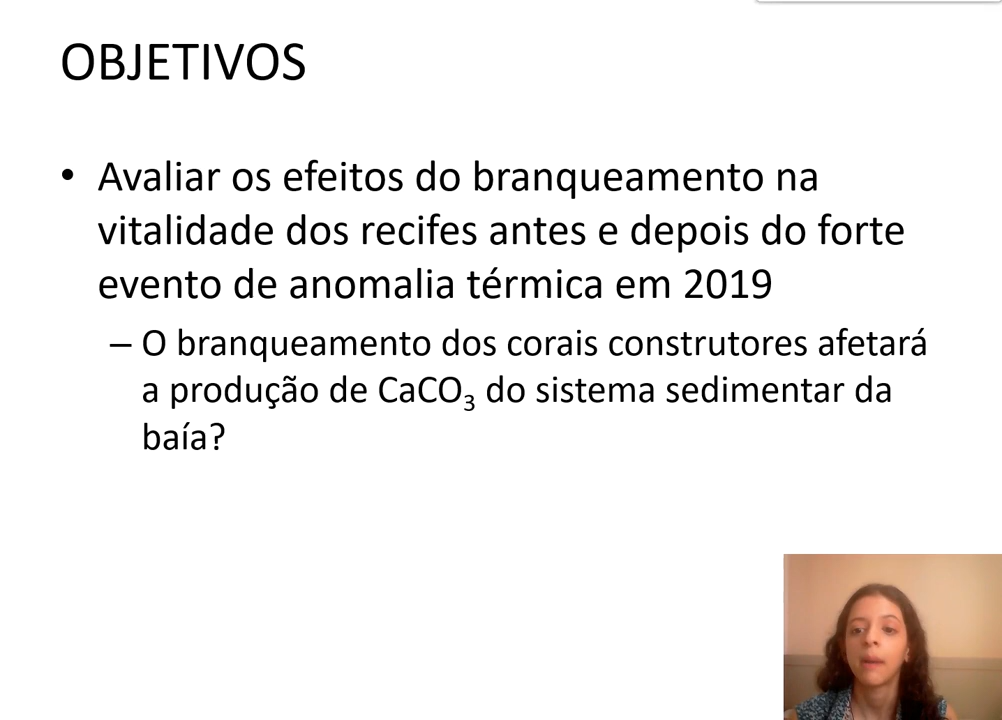 OBJETIVOS
• Avaliar os efeitos do branqueamento na
vitalidade dos recifes antes e depois do forte
evento de anomalia térmica em 2019
– O branqueamento dos corais construtores afetará
a produção de CaCO₃ do sistema sedimentar da
baía?